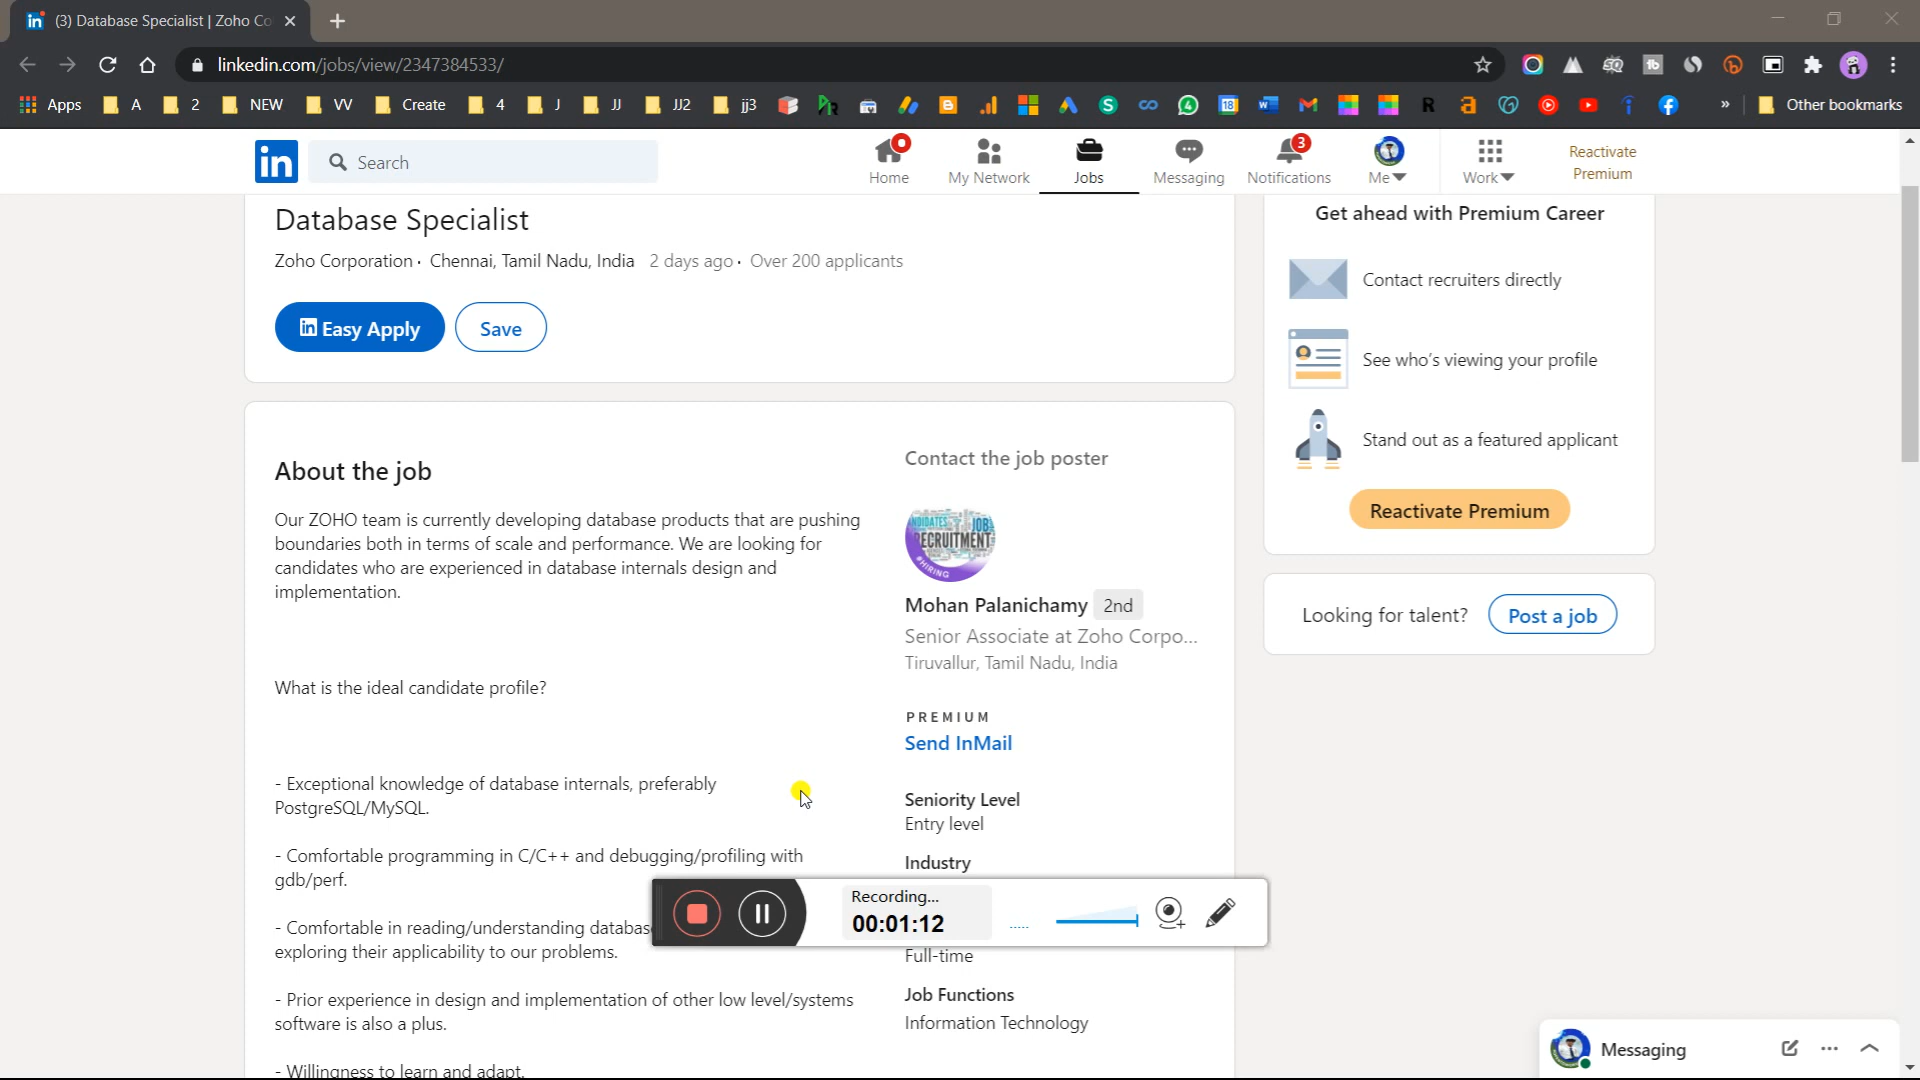 (3) Database Specialist | Zoho Co
linkedin.com/jobs/view/2347384533/
Apps A 2 NEW VV Create 4 J JJ JJ2 jj3 Other bookmarks
in Search
Home My Network Jobs Messaging 3 Notifications Me Work Reactivate
Premium
Database Specialist
Zoho Corporation · Chennai, Tamil Nadu, India 2 days ago · Over 200 applicants
in Easy Apply Save
About the job
Our ZOHO team is currently developing database products that are pushing
boundaries both in terms of scale and performance. We are looking for
candidates who are experienced in database internals design and
implementation.
What is the ideal candidate profile?
- Exceptional knowledge of database internals, preferably
PostgreSQL/MySQL.
- Comfortable programming in C/C++ and debugging/profiling with
gdb/perf.
- Comfortable in reading/understanding databas
exploring their applicability to our problems.
- Prior experience in design and implementation of other low level/systems
software is also a plus.
- Willingness to learn and adapt.
Contact the job poster
JOB
RECRUITMENT
#HIRING
Mohan Palanichamy 2nd
Senior Associate at Zoho Corpo...
Tiruvallur, Tamil Nadu, India
PREMIUM
Send InMail
Seniority Level
Entry level
Industry
Recording...
00:01:12
Full-time
Job Functions
Information Technology
Get ahead with Premium Career
Contact recruiters directly
See who's viewing your profile
Stand out as a featured applicant
Reactivate Premium
Looking for talent? Post a job
Messaging